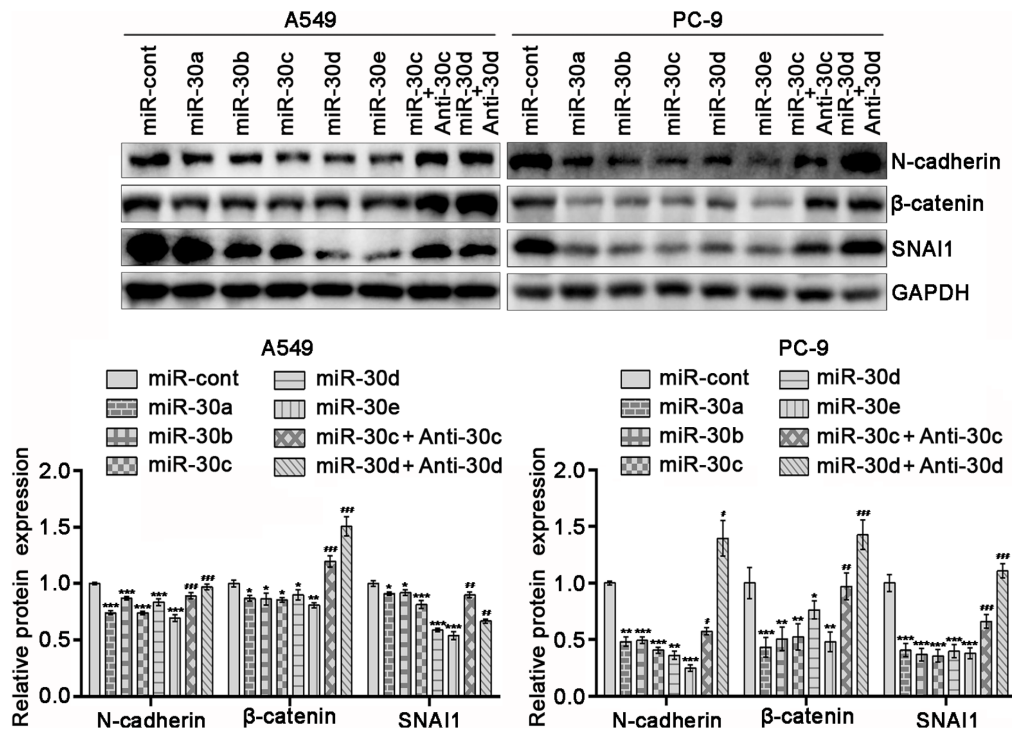 A549 PC-9
miR-cont miR-30a miR-30b miR-30c miR-30d miR-30e miR-30c + Anti-30c miR-30d + Anti-30d miR-cont miR-30a miR-30b miR-30c miR-30d miR-30e miR-30c + Anti-30c miR-30d + Anti-30d
N-cadherin
β-catenin
SNAI1
GAPDH
A549
miR-cont miR-30d
miR-30a miR-30e
miR-30b miR-30c + Anti-30c
miR-30c miR-30d + Anti-30d
Relative protein expression
2.0
1.5
1.0
0.5
0.0
*** *** *** *** *** ### ###
* * * * ** ### ###
* * *** *** *** ## ##
N-cadherin β-catenin SNAI1
PC-9
miR-cont miR-30d
miR-30a miR-30e
miR-30b miR-30c + Anti-30c
miR-30c miR-30d + Anti-30d
Relative protein expression
2.0
1.5
1.0
0.5
0.0
** *** *** ** *** # #
*** ** ** * ** ## ###
*** *** *** *** *** ### ###
N-cadherin β-catenin SNAI1